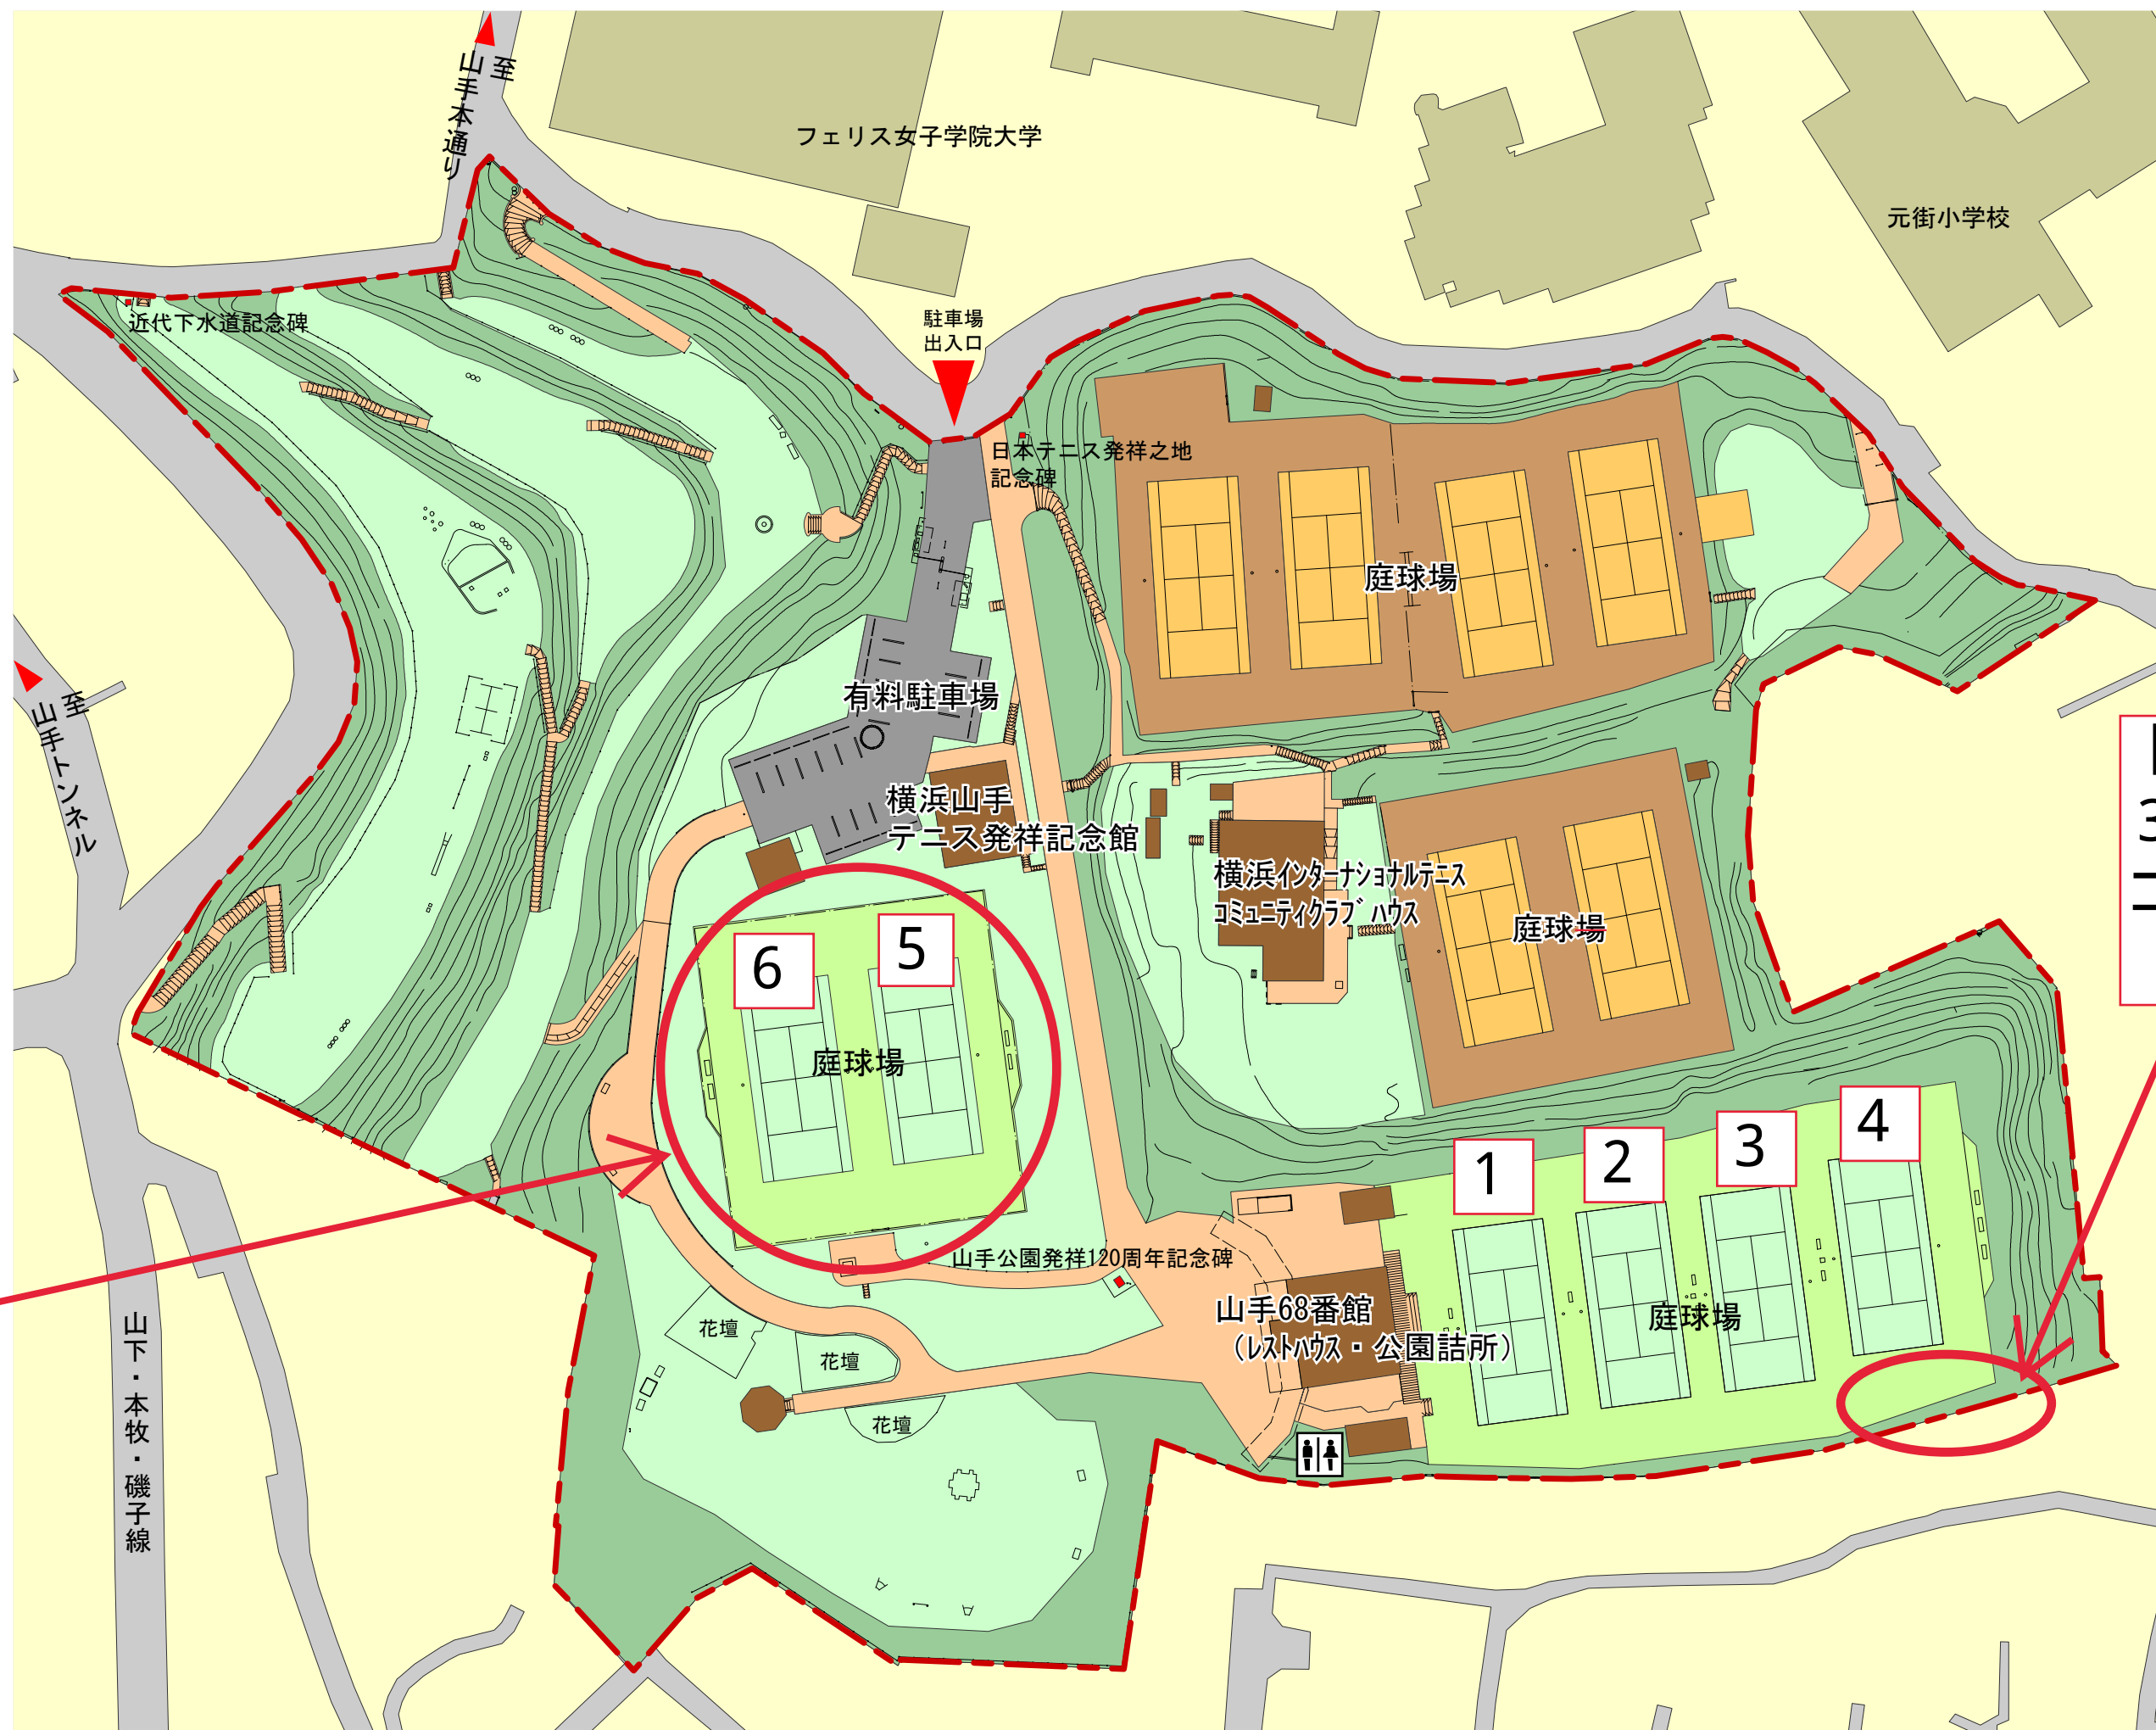 至
山手本通り
フェリス女子学院大学
元街小学校
近代下水道記念碑
駐車場
出入口
日本テニス発祥之地
記念碑
庭球場
有料駐車場
至
山手トンネル
横浜山手
テニス発祥記念館
横浜インターナショナルテニス
コミュニティクラブハウス
庭球場
6
5
庭球場
1
2
3
4
庭球場
山手公園発祥120周年記念碑
山手68番館
（レストハウス・公園詰所）
花壇
花壇
花壇
山下・本牧・磯子線